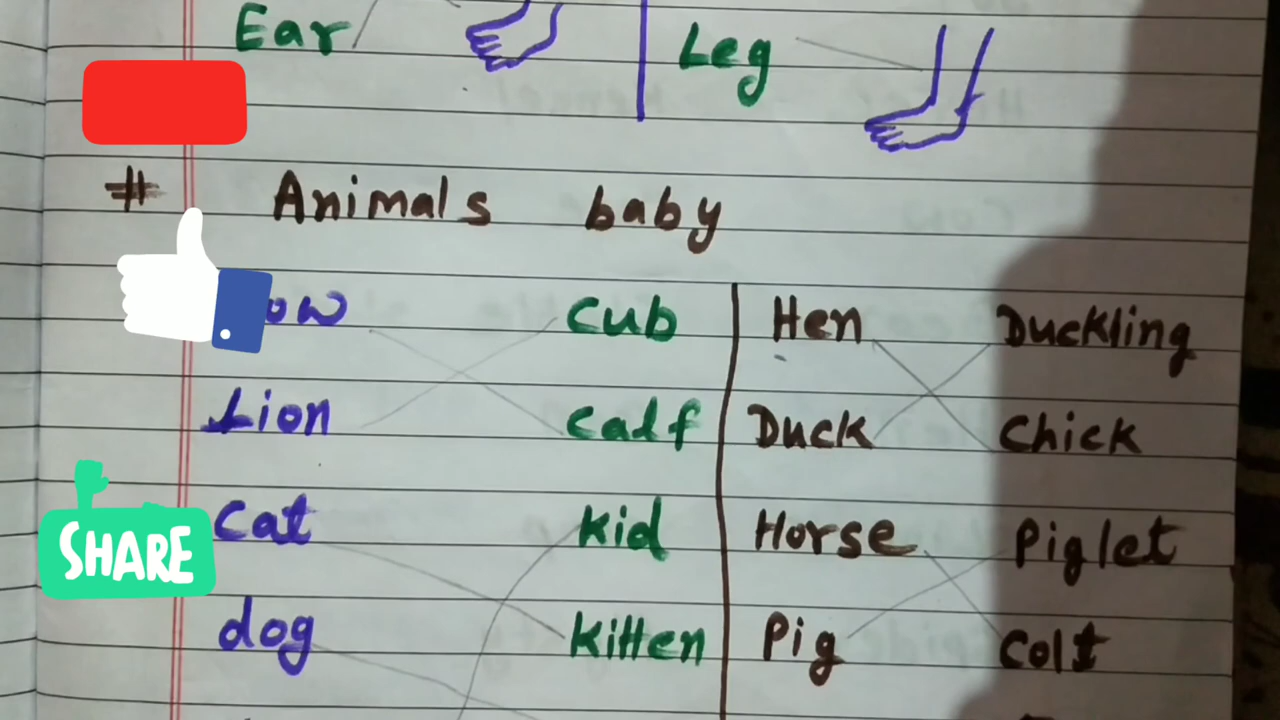 Ear Leg
# Animals baby
ow Cub Hen Duckling
Lion Calf Duck Chick
Cat Kid Horse Piglet
SHARE
dog Kitten Pig Colt